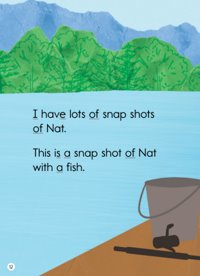 I have lots of snap shots
of Nat.
This is a snap shot of Nat
with a fish.